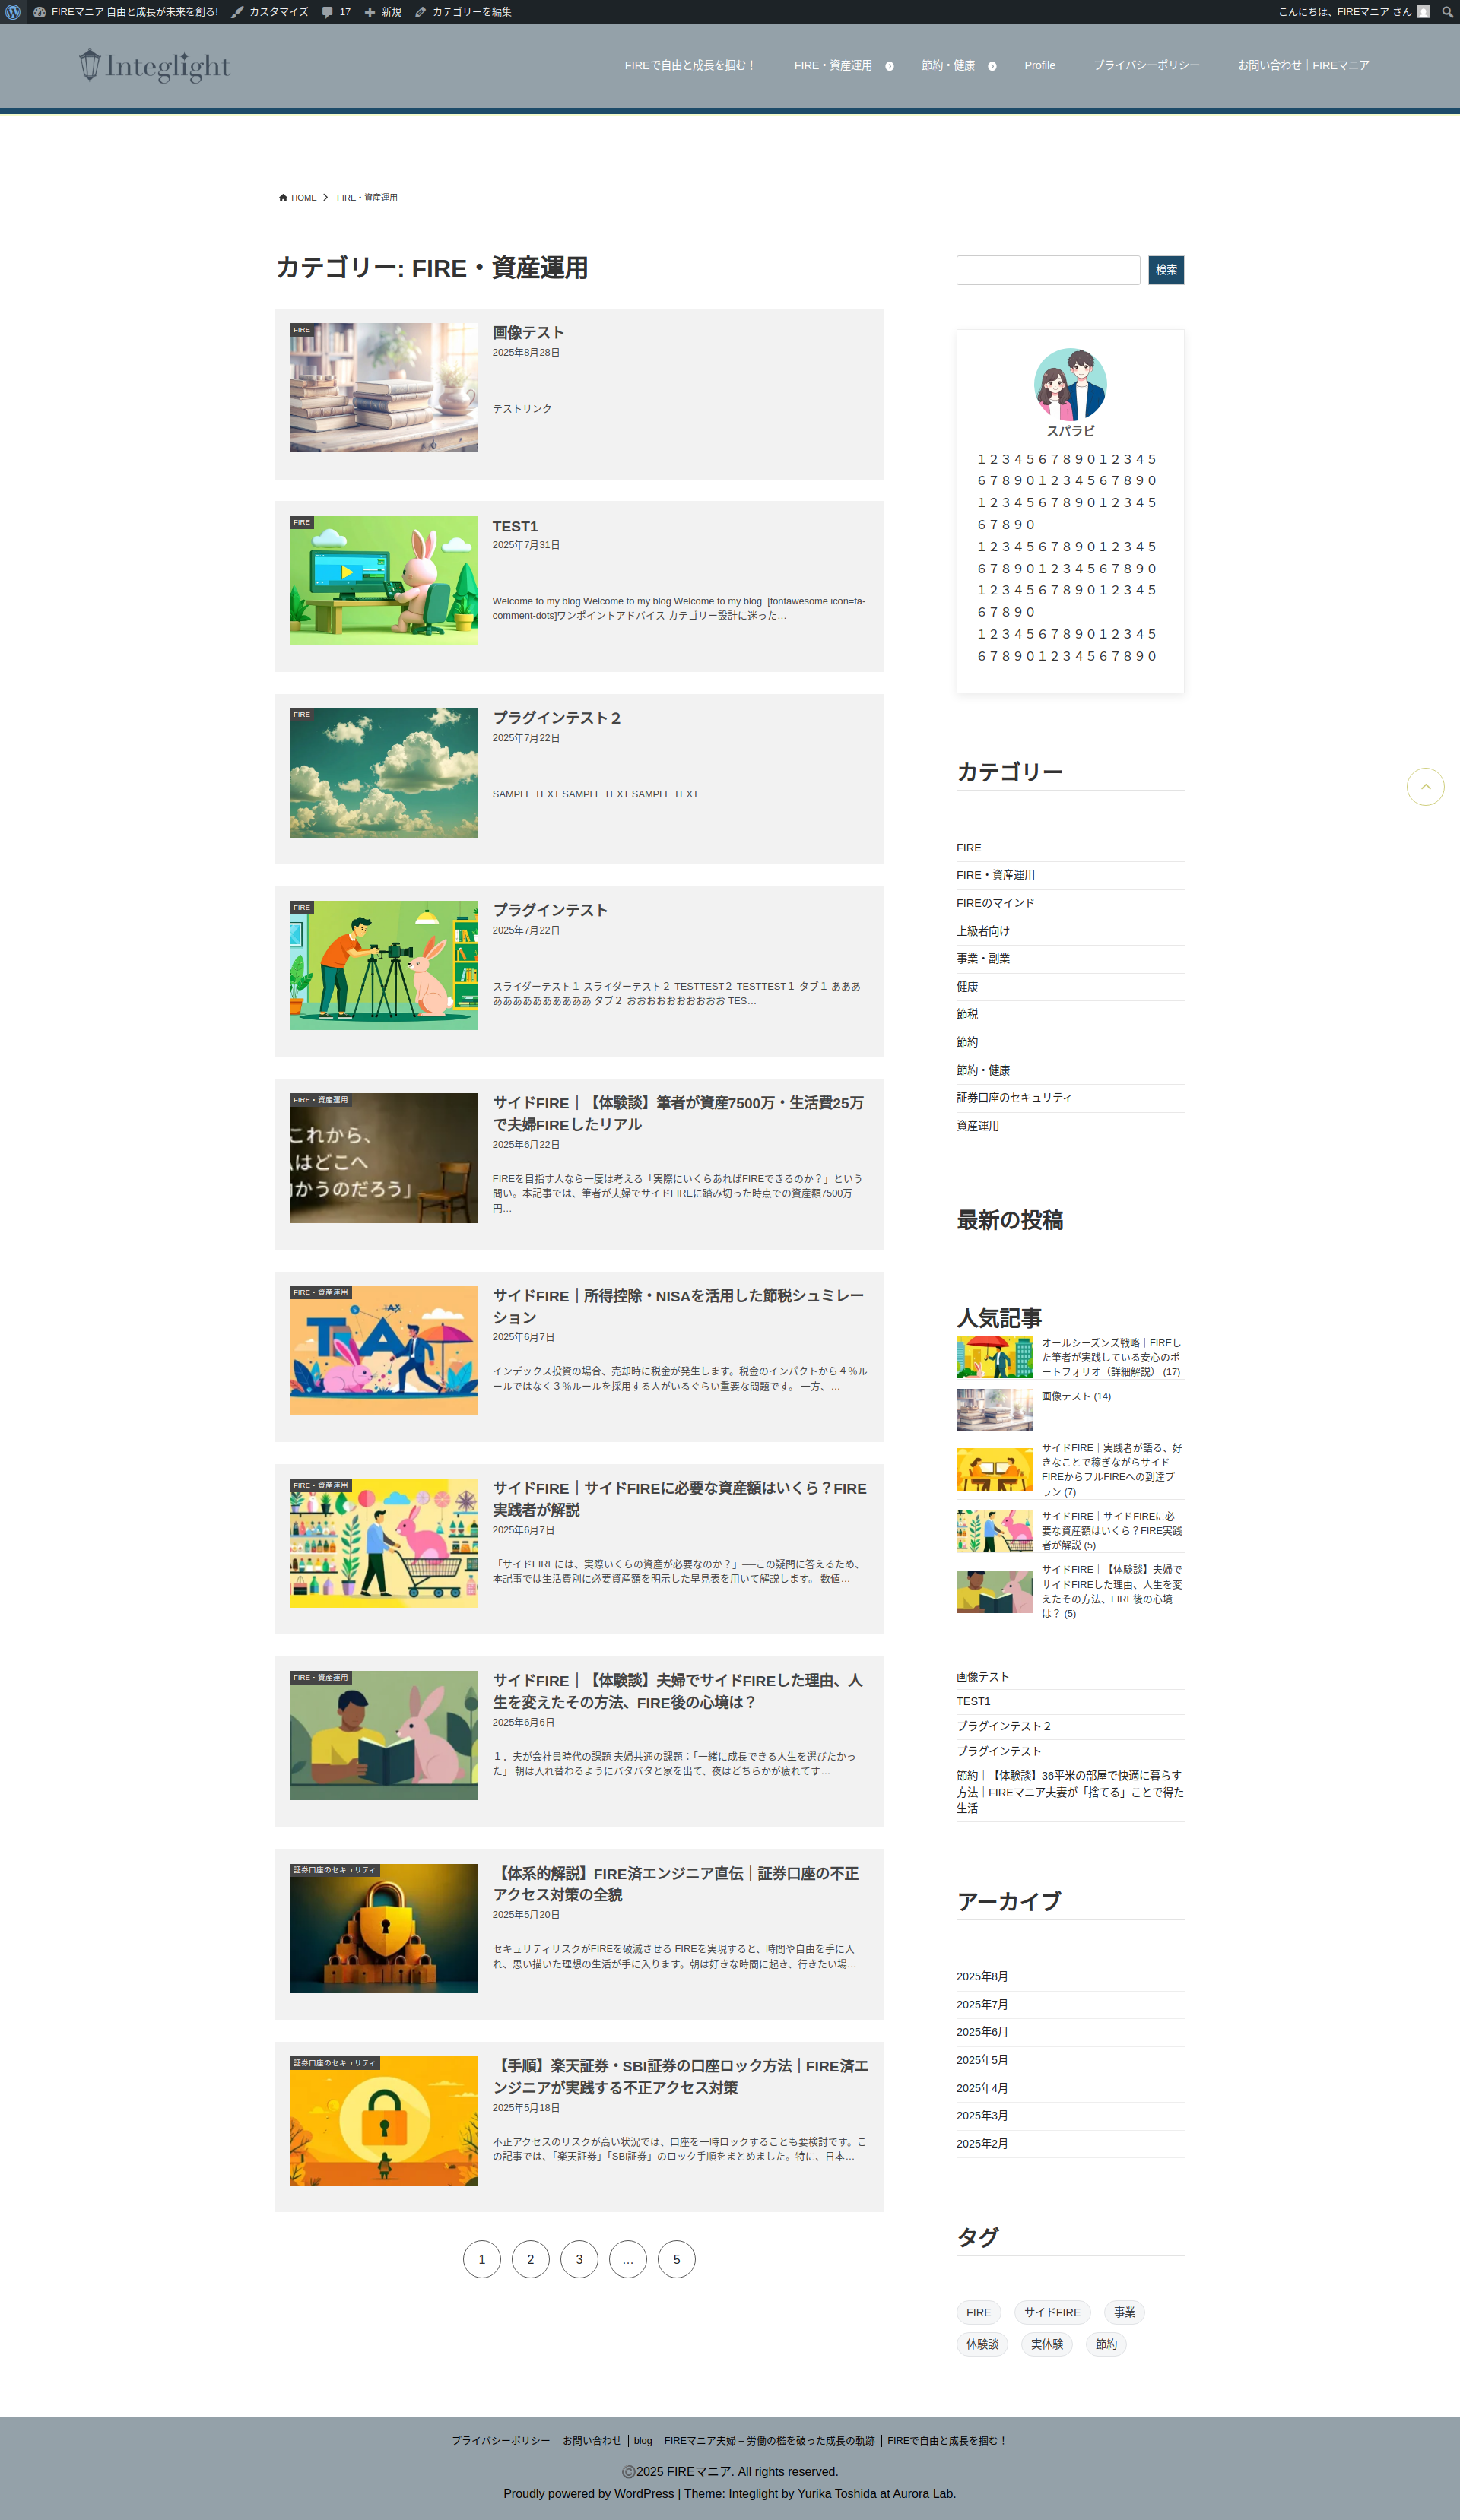 FIREマニア 自由と成長が未来を創る!
カスタマイズ
17
新規
カテゴリーを編集
こんにちは、FIREマニア さん
Integlight
FIREで自由と成長を掴む！
FIRE・資産運用
節約・健康
Profile
プライバシーポリシー
お問い合わせ｜FIREマニア
HOME
FIRE・資産運用
カテゴリー: FIRE・資産運用
FIRE
画像テスト
2025年8月28日
テストリンク
FIRE
TEST1
2025年7月31日
Welcome to my blog Welcome to my blog Welcome to my blog  [fontawesome icon=fa-
comment-dots]ワンポイントアドバイス カテゴリー設計に迷った…
FIRE
プラグインテスト２
2025年7月22日
SAMPLE TEXT SAMPLE TEXT SAMPLE TEXT
FIRE
プラグインテスト
2025年7月22日
スライダーテスト１ スライダーテスト２ TESTTEST２ TESTTEST１ タブ１ あああ
ああああああああああ タブ２ おおおおおおおおおお TES…
FIRE・資産運用
これから、
はどこへ
かうのだろう」
サイドFIRE｜【体験談】筆者が資産7500万・生活費25万
で夫婦FIREしたリアル
2025年6月22日
FIREを目指す人なら一度は考える「実際にいくらあればFIREできるのか？」という
問い。本記事では、筆者が夫婦でサイドFIREに踏み切った時点での資産額7500万
円…
FIRE・資産運用
サイドFIRE｜所得控除・NISAを活用した節税シュミレー
ション
2025年6月7日
インデックス投資の場合、売却時に税金が発生します。税金のインパクトから４％ル
ールではなく３％ルールを採用する人がいるぐらい重要な問題です。 一方、…
FIRE・資産運用
サイドFIRE｜サイドFIREに必要な資産額はいくら？FIRE
実践者が解説
2025年6月7日
「サイドFIREには、実際いくらの資産が必要なのか？」──この疑問に答えるため、
本記事では生活費別に必要資産額を明示した早見表を用いて解説します。 数値…
FIRE・資産運用
サイドFIRE｜【体験談】夫婦でサイドFIREした理由、人
生を変えたその方法、FIRE後の心境は？
2025年6月6日
１．夫が会社員時代の課題 夫婦共通の課題：「一緒に成長できる人生を選びたかっ
た」 朝は入れ替わるようにバタバタと家を出て、夜はどちらかが疲れてす…
証券口座のセキュリティ
【体系的解説】FIRE済エンジニア直伝｜証券口座の不正
アクセス対策の全貌
2025年5月20日
セキュリティリスクがFIREを破滅させる FIREを実現すると、時間や自由を手に入
れ、思い描いた理想の生活が手に入ります。朝は好きな時間に起き、行きたい場…
証券口座のセキュリティ
【手順】楽天証券・SBI証券の口座ロック方法｜FIRE済エ
ンジニアが実践する不正アクセス対策
2025年5月18日
不正アクセスのリスクが高い状況では、口座を一時ロックすることも要検討です。こ
の記事では、「楽天証券」「SBI証券」のロック手順をまとめました。特に、日本…
1
2
3
…
5
検索
スパラビ
１２３４５６７８９０１２３４５
６７８９０１２３４５６７８９０
１２３４５６７８９０１２３４５
６７８９０
１２３４５６７８９０１２３４５
６７８９０１２３４５６７８９０
１２３４５６７８９０１２３４５
６７８９０
１２３４５６７８９０１２３４５
６７８９０１２３４５６７８９０
カテゴリー
FIRE
FIRE・資産運用
FIREのマインド
上級者向け
事業・副業
健康
節税
節約
節約・健康
証券口座のセキュリティ
資産運用
最新の投稿
人気記事
オールシーズンズ戦略｜FIREし
た筆者が実践している安心のポ
ートフォリオ（詳細解説） (17)
画像テスト (14)
サイドFIRE｜実践者が語る、好
きなことで稼ぎながらサイド
FIREからフルFIREへの到達プ
ラン (7)
サイドFIRE｜サイドFIREに必
要な資産額はいくら？FIRE実践
者が解説 (5)
サイドFIRE｜【体験談】夫婦で
サイドFIREした理由、人生を変
えたその方法、FIRE後の心境
は？ (5)
画像テスト
TEST1
プラグインテスト２
プラグインテスト
節約｜【体験談】36平米の部屋で快適に暮らす
方法｜FIREマニア夫妻が「捨てる」ことで得た
生活
アーカイブ
2025年8月
2025年7月
2025年6月
2025年5月
2025年4月
2025年3月
2025年2月
タグ
FIRE
サイドFIRE
事業
体験談
実体験
節約
プライバシーポリシー
お問い合わせ
blog
FIREマニア夫婦 – 労働の檻を破った成長の軌跡
FIREで自由と成長を掴む！
©2025 FIREマニア. All rights reserved.
Proudly powered by WordPress | Theme: Integlight by Yurika Toshida at Aurora Lab.